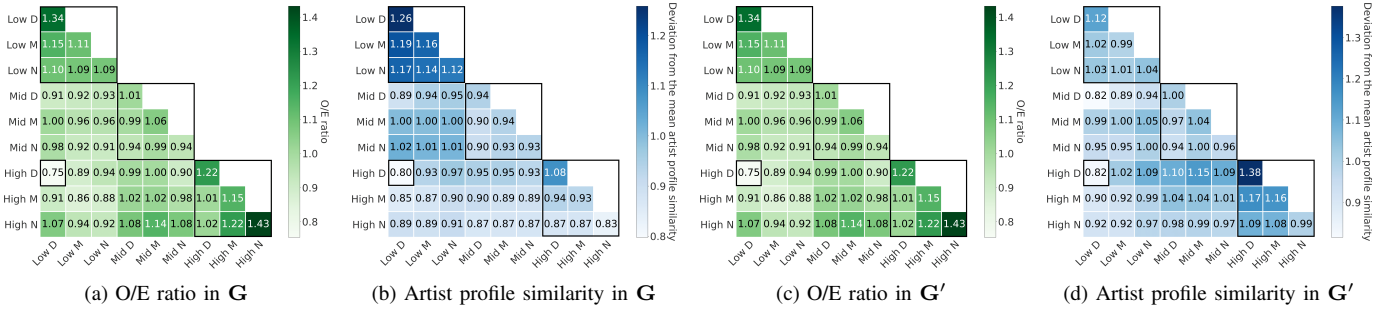 Low D 1.34
Low M 1.15 1.11
Low N 1.10 1.09 1.09
Mid D 0.91 0.92 0.93 1.01
Mid M 1.00 0.96 0.96 0.99 1.06
Mid N 0.98 0.92 0.91 0.94 0.99 0.94
High D 0.75 0.89 0.94 0.99 1.00 0.90 1.22
High M 0.91 0.86 0.88 1.02 1.02 0.98 1.01 1.15
High N 1.07 0.94 0.92 1.08 1.14 1.08 1.02 1.22 1.43
Low D Low M Low N Mid D Mid M Mid N High D High M High N
1.4
1.3
1.2
1.1
1.0
0.9
0.8
O/E ratio
(a) O/E ratio in G
Low D 1.26
Low M 1.19 1.16
Low N 1.17 1.14 1.12
Mid D 0.89 0.94 0.95 0.94
Mid M 1.00 1.00 1.00 0.90 0.94
Mid N 1.02 1.01 1.01 0.90 0.93 0.93
High D 0.80 0.93 0.97 0.95 0.95 0.93 1.08
High M 0.85 0.87 0.90 0.90 0.91 0.89 0.94 0.93
High N 0.89 0.89 0.91 0.87 0.89 0.87 0.87 0.87 0.83
Low D Low M Low N Mid D Mid M Mid N High D High M High N
1.2
1.1
1.0
0.9
0.8
Deviation from the mean artist profile similarity
(b) Artist profile similarity in G
Low D 1.34
Low M 1.15 1.11
Low N 1.10 1.09 1.09
Mid D 0.91 0.92 0.93 1.01
Mid M 1.00 0.96 0.96 0.99 1.06
Mid N 0.98 0.92 0.91 0.94 0.99 0.94
High D 0.75 0.89 0.94 0.99 1.00 0.90 1.22
High M 0.91 0.86 0.88 1.02 1.02 0.98 1.01 1.15
High N 1.07 0.94 0.92 1.08 1.14 1.08 1.02 1.22 1.43
Low D Low M Low N Mid D Mid M Mid N High D High M High N
1.4
1.3
1.2
1.1
1.0
0.9
0.8
O/E ratio
(c) O/E ratio in G′
Low D 1.12
Low M 1.02 0.99
Low N 1.03 1.01 1.04
Mid D 0.82 0.89 0.94 1.00
Mid M 0.99 1.00 1.05 0.97 1.04
Mid N 0.95 0.95 1.00 0.94 1.00 0.96
High D 0.82 1.02 1.09 1.10 1.15 1.09 1.38
High M 0.90 0.92 0.99 1.04 1.04 1.01 1.17 1.16
High N 0.92 0.92 0.97 0.98 0.99 0.97 1.09 1.08 0.99
Low D Low M Low N Mid D Mid M Mid N High D High M High N
1.3
1.2
1.1
1.0
0.9
Deviation from the mean artist profile similarity
(d) Artist profile similarity in G′